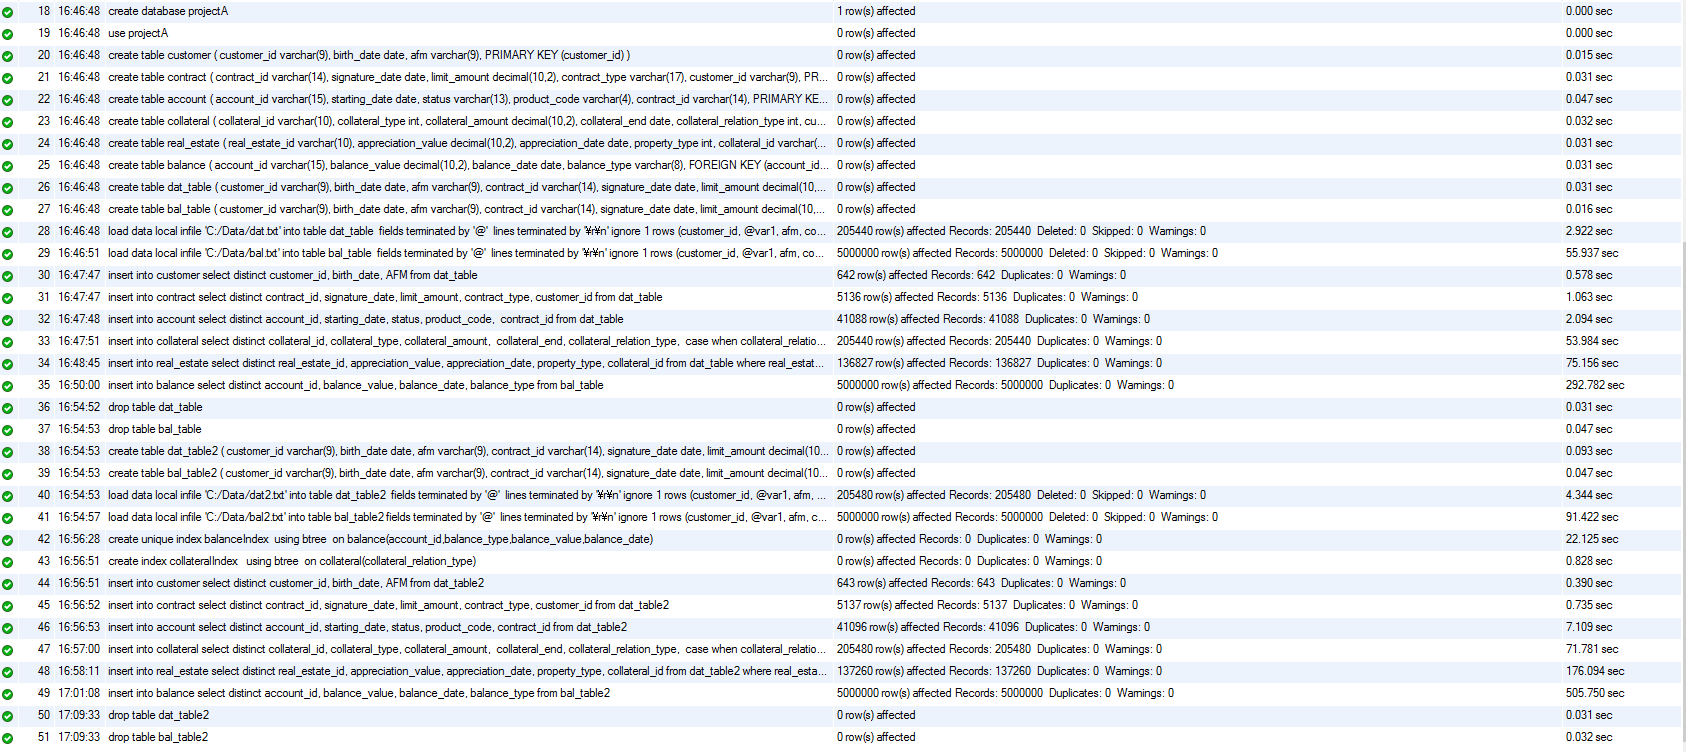 18 16:46:48 create database projectA 1 row(s) affected 0.000 sec
19 16:46:48 use projectA 0 row(s) affected 0.000 sec
20 16:46:48 create table customer ( customer_id varchar(9), birth_date date, afm varchar(9), PRIMARY KEY (customer_id) ) 0 row(s) affected 0.015 sec
21 16:46:48 create table contract ( contract_id varchar(14), signature_date date, limit_amount decimal(10,2), contract_type varchar(17), customer_id varchar(9), PR... 0 row(s) affected 0.031 sec
22 16:46:48 create table account ( account_id varchar(15), starting_date date, status varchar(13), product_code varchar(4), contract_id varchar(14), PRIMARY KE... 0 row(s) affected 0.047 sec
23 16:46:48 create table collateral ( collateral_id varchar(10), collateral_type int, collateral_amount decimal(10,2), collateral_end date, collateral_relation_type int, cu... 0 row(s) affected 0.032 sec
24 16:46:48 create table real_estate ( real_estate_id varchar(10), appreciation_value decimal(10,2), appreciation_date date, property_type int, collateral_id varchar(... 0 row(s) affected 0.031 sec
25 16:46:48 create table balance ( account_id varchar(15), balance_value decimal(10,2), balance_date date, balance_type varchar(8), FOREIGN KEY (account_id... 0 row(s) affected 0.031 sec
26 16:46:48 create table dat_table ( customer_id varchar(9), birth_date date, afm varchar(9), contract_id varchar(14), signature_date date, limit_amount decimal(10,... 0 row(s) affected 0.031 sec
27 16:46:48 create table bal_table ( customer_id varchar(9), birth_date date, afm varchar(9), contract_id varchar(14), signature_date date, limit_amount decimal(10,... 0 row(s) affected 0.016 sec
28 16:46:48 load data local infile 'C:/Data/dat.txt' into table dat_table fields terminated by '@' lines terminated by '¥r¥n' ignore 1 rows (customer_id, @var1, afm, co... 205440 row(s) affected Records: 205440 Deleted: 0 Skipped: 0 Warnings: 0 2.922 sec
29 16:46:51 load data local infile 'C:/Data/bal.txt' into table bal_table fields terminated by '@' lines terminated by '¥r¥n' ignore 1 rows (customer_id, @var1, afm, co... 5000000 row(s) affected Records: 5000000 Deleted: 0 Skipped: 0 Warnings: 0 55.937 sec
30 16:47:47 insert into customer select distinct customer_id, birth_date, AFM from dat_table 642 row(s) affected Records: 642 Duplicates: 0 Warnings: 0 0.578 sec
31 16:47:47 insert into contract select distinct contract_id, signature_date, limit_amount, contract_type, customer_id from dat_table 5136 row(s) affected Records: 5136 Duplicates: 0 Warnings: 0 1.063 sec
32 16:47:48 insert into account select distinct account_id, starting_date, status, product_code, contract_id from dat_table 41088 row(s) affected Records: 41088 Duplicates: 0 Warnings: 0 2.094 sec
33 16:47:51 insert into collateral select distinct collateral_id, collateral_type, collateral_amount, collateral_end, collateral_relation_type, case when collateral_relatio... 205440 row(s) affected Records: 205440 Duplicates: 0 Warnings: 0 53.984 sec
34 16:48:45 insert into real_estate select distinct real_estate_id, appreciation_value, appreciation_date, property_type, collateral_id from dat_table where real_estat... 136827 row(s) affected Records: 136827 Duplicates: 0 Warnings: 0 75.156 sec
35 16:50:00 insert into balance select distinct account_id, balance_value, balance_date, balance_type from bal_table 5000000 row(s) affected Records: 5000000 Duplicates: 0 Warnings: 0 292.782 sec
36 16:54:52 drop table dat_table 0 row(s) affected 0.031 sec
37 16:54:53 drop table bal_table 0 row(s) affected 0.047 sec
38 16:54:53 create table dat_table2 ( customer_id varchar(9), birth_date date, afm varchar(9), contract_id varchar(14), signature_date date, limit_amount decimal(10... 0 row(s) affected 0.093 sec
39 16:54:53 create table bal_table2 ( customer_id varchar(9), birth_date date, afm varchar(9), contract_id varchar(14), signature_date date, limit_amount decimal(10... 0 row(s) affected 0.047 sec
40 16:54:53 load data local infile 'C:/Data/dat2.txt' into table dat_table2 fields terminated by '@' lines terminated by '¥r¥n' ignore 1 rows (customer_id, @var1, afm, ... 205480 row(s) affected Records: 205480 Deleted: 0 Skipped: 0 Warnings: 0 4.344 sec
41 16:54:57 load data local infile 'C:/Data/bal2.txt' into table bal_table2 fields terminated by '@' lines terminated by '¥r¥n' ignore 1 rows (customer_id, @var1, afm, c... 5000000 row(s) affected Records: 5000000 Deleted: 0 Skipped: 0 Warnings: 0 91.422 sec
42 16:56:28 create unique index balanceIndex using btree on balance(account_id,balance_type,balance_value,balance_date) 0 row(s) affected Records: 0 Duplicates: 0 Warnings: 0 22.125 sec
43 16:56:51 create index collateralIndex using btree on collateral(collateral_relation_type) 0 row(s) affected Records: 0 Duplicates: 0 Warnings: 0 0.828 sec
44 16:56:51 insert into customer select distinct customer_id, birth_date, AFM from dat_table2 643 row(s) affected Records: 643 Duplicates: 0 Warnings: 0 0.390 sec
45 16:56:52 insert into contract select distinct contract_id, signature_date, limit_amount, contract_type, customer_id from dat_table2 5137 row(s) affected Records: 5137 Duplicates: 0 Warnings: 0 0.735 sec
46 16:56:53 insert into account select distinct account_id, starting_date, status, product_code, contract_id from dat_table2 41096 row(s) affected Records: 41096 Duplicates: 0 Warnings: 0 7.109 sec
47 16:57:00 insert into collateral select distinct collateral_id, collateral_type, collateral_amount, collateral_end, collateral_relation_type, case when collateral_relatio... 205480 row(s) affected Records: 205480 Duplicates: 0 Warnings: 0 71.781 sec
48 16:58:11 insert into real_estate select distinct real_estate_id, appreciation_value, appreciation_date, property_type, collateral_id from dat_table2 where real_esta... 137260 row(s) affected Records: 137260 Duplicates: 0 Warnings: 0 176.094 sec
49 17:01:08 insert into balance select distinct account_id, balance_value, balance_date, balance_type from bal_table2 5000000 row(s) affected Records: 5000000 Duplicates: 0 Warnings: 0 505.750 sec
50 17:09:33 drop table dat_table2 0 row(s) affected 0.031 sec
51 17:09:33 drop table bal_table2 0 row(s) affected 0.032 sec